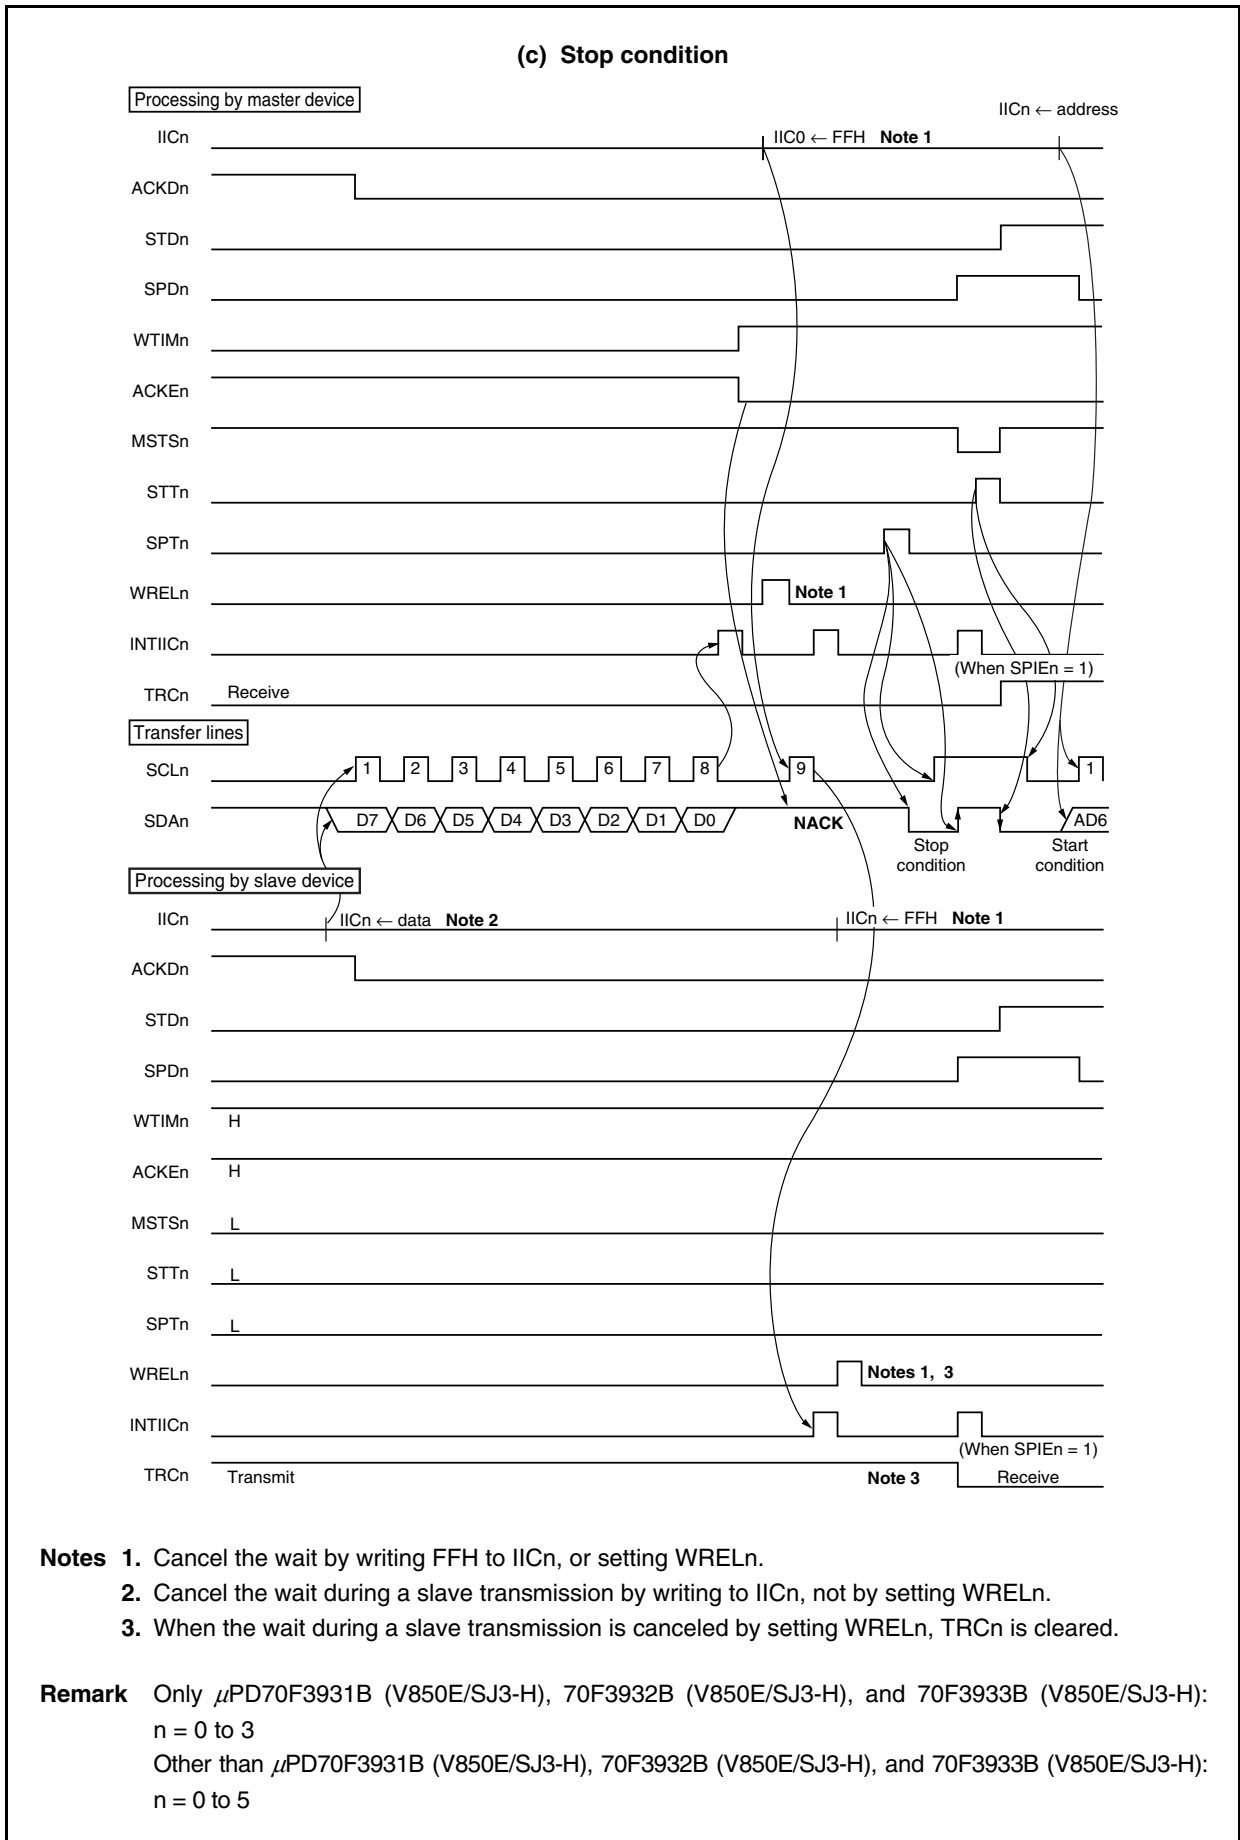 (c) Stop condition
Processing by master device
IICn ← address
IICn
IIC0 ← FFH Note 1
ACKDn
STDn
SPDn
WTIMn
ACKEn
MSTSn
STTn
SPTn
WRELn
Note 1
INTIICn
(When SPIEn = 1)
TRCn
Receive
Transfer lines
SCLn
1 2 3 4 5 6 7 8 9 1
SDAn
D7 D6 D5 D4 D3 D2 D1 D0 NACK AD6
Stop
condition
Start
condition
Processing by slave device
IICn
IICn ← data Note 2
IICn ← FFH Note 1
ACKDn
STDn
SPDn
WTIMn H
ACKEn H
MSTSn L
STTn L
SPTn L
WRELn
Notes 1, 3
INTIICn
(When SPIEn = 1)
TRCn
Transmit
Note 3
Receive
Notes 1. Cancel the wait by writing FFH to IICn, or setting WRELn.
2. Cancel the wait during a slave transmission by writing to IICn, not by setting WRELn.
3. When the wait during a slave transmission is canceled by setting WRELn, TRCn is cleared.
Remark Only μPD70F3931B (V850E/SJ3-H), 70F3932B (V850E/SJ3-H), and 70F3933B (V850E/SJ3-H):
n = 0 to 3
Other than μPD70F3931B (V850E/SJ3-H), 70F3932B (V850E/SJ3-H), and 70F3933B (V850E/SJ3-H):
n = 0 to 5